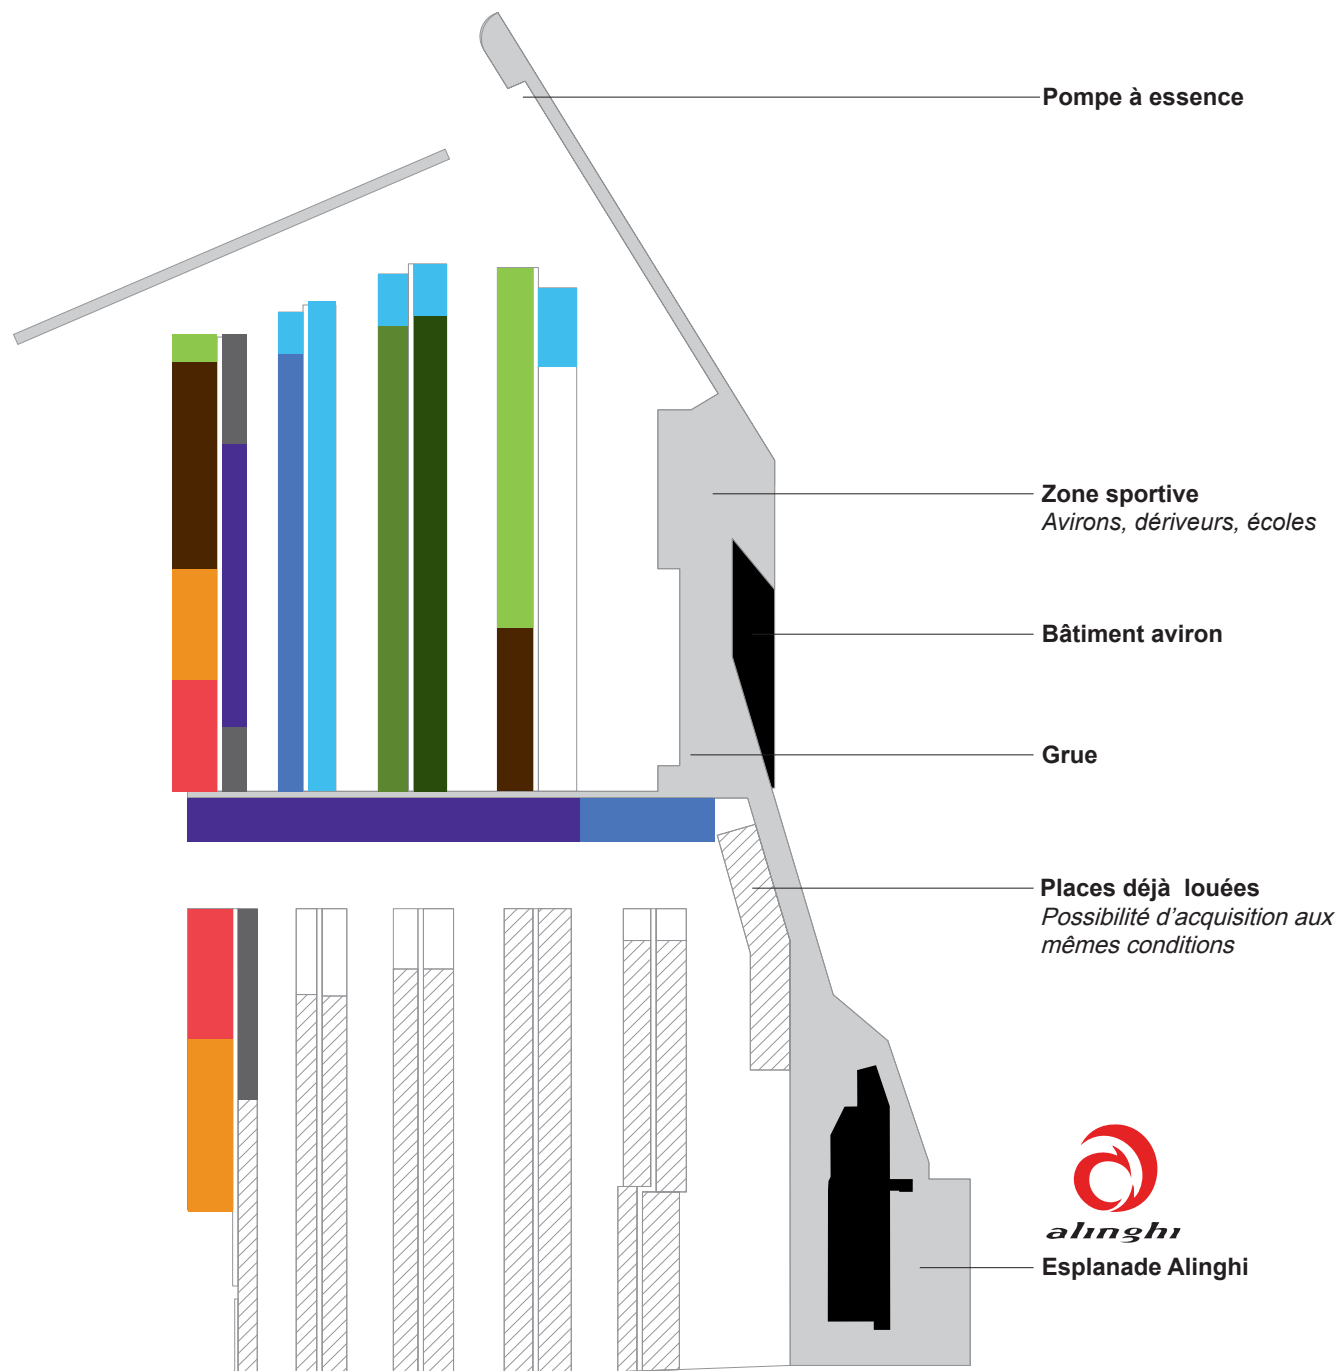 Pompe à essence
Zone sportive
Avirons, dériveurs, écoles
Bâtiment aviron
Grue
Places déjà louées
Possibilité d'acquisition aux
mêmes conditions
alinghi
Esplanade Alinghi